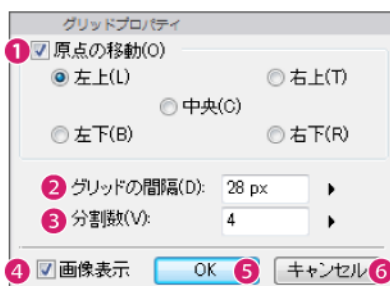 グリッドプロパティ
1 原点の移動(O)
左上(L) 右上(T)
中央(C)
左下(B) 右下(R)
2 グリッドの間隔(D): 28 px
3 分割数(V): 4
4 画像表示 OK 5 キャンセル 6